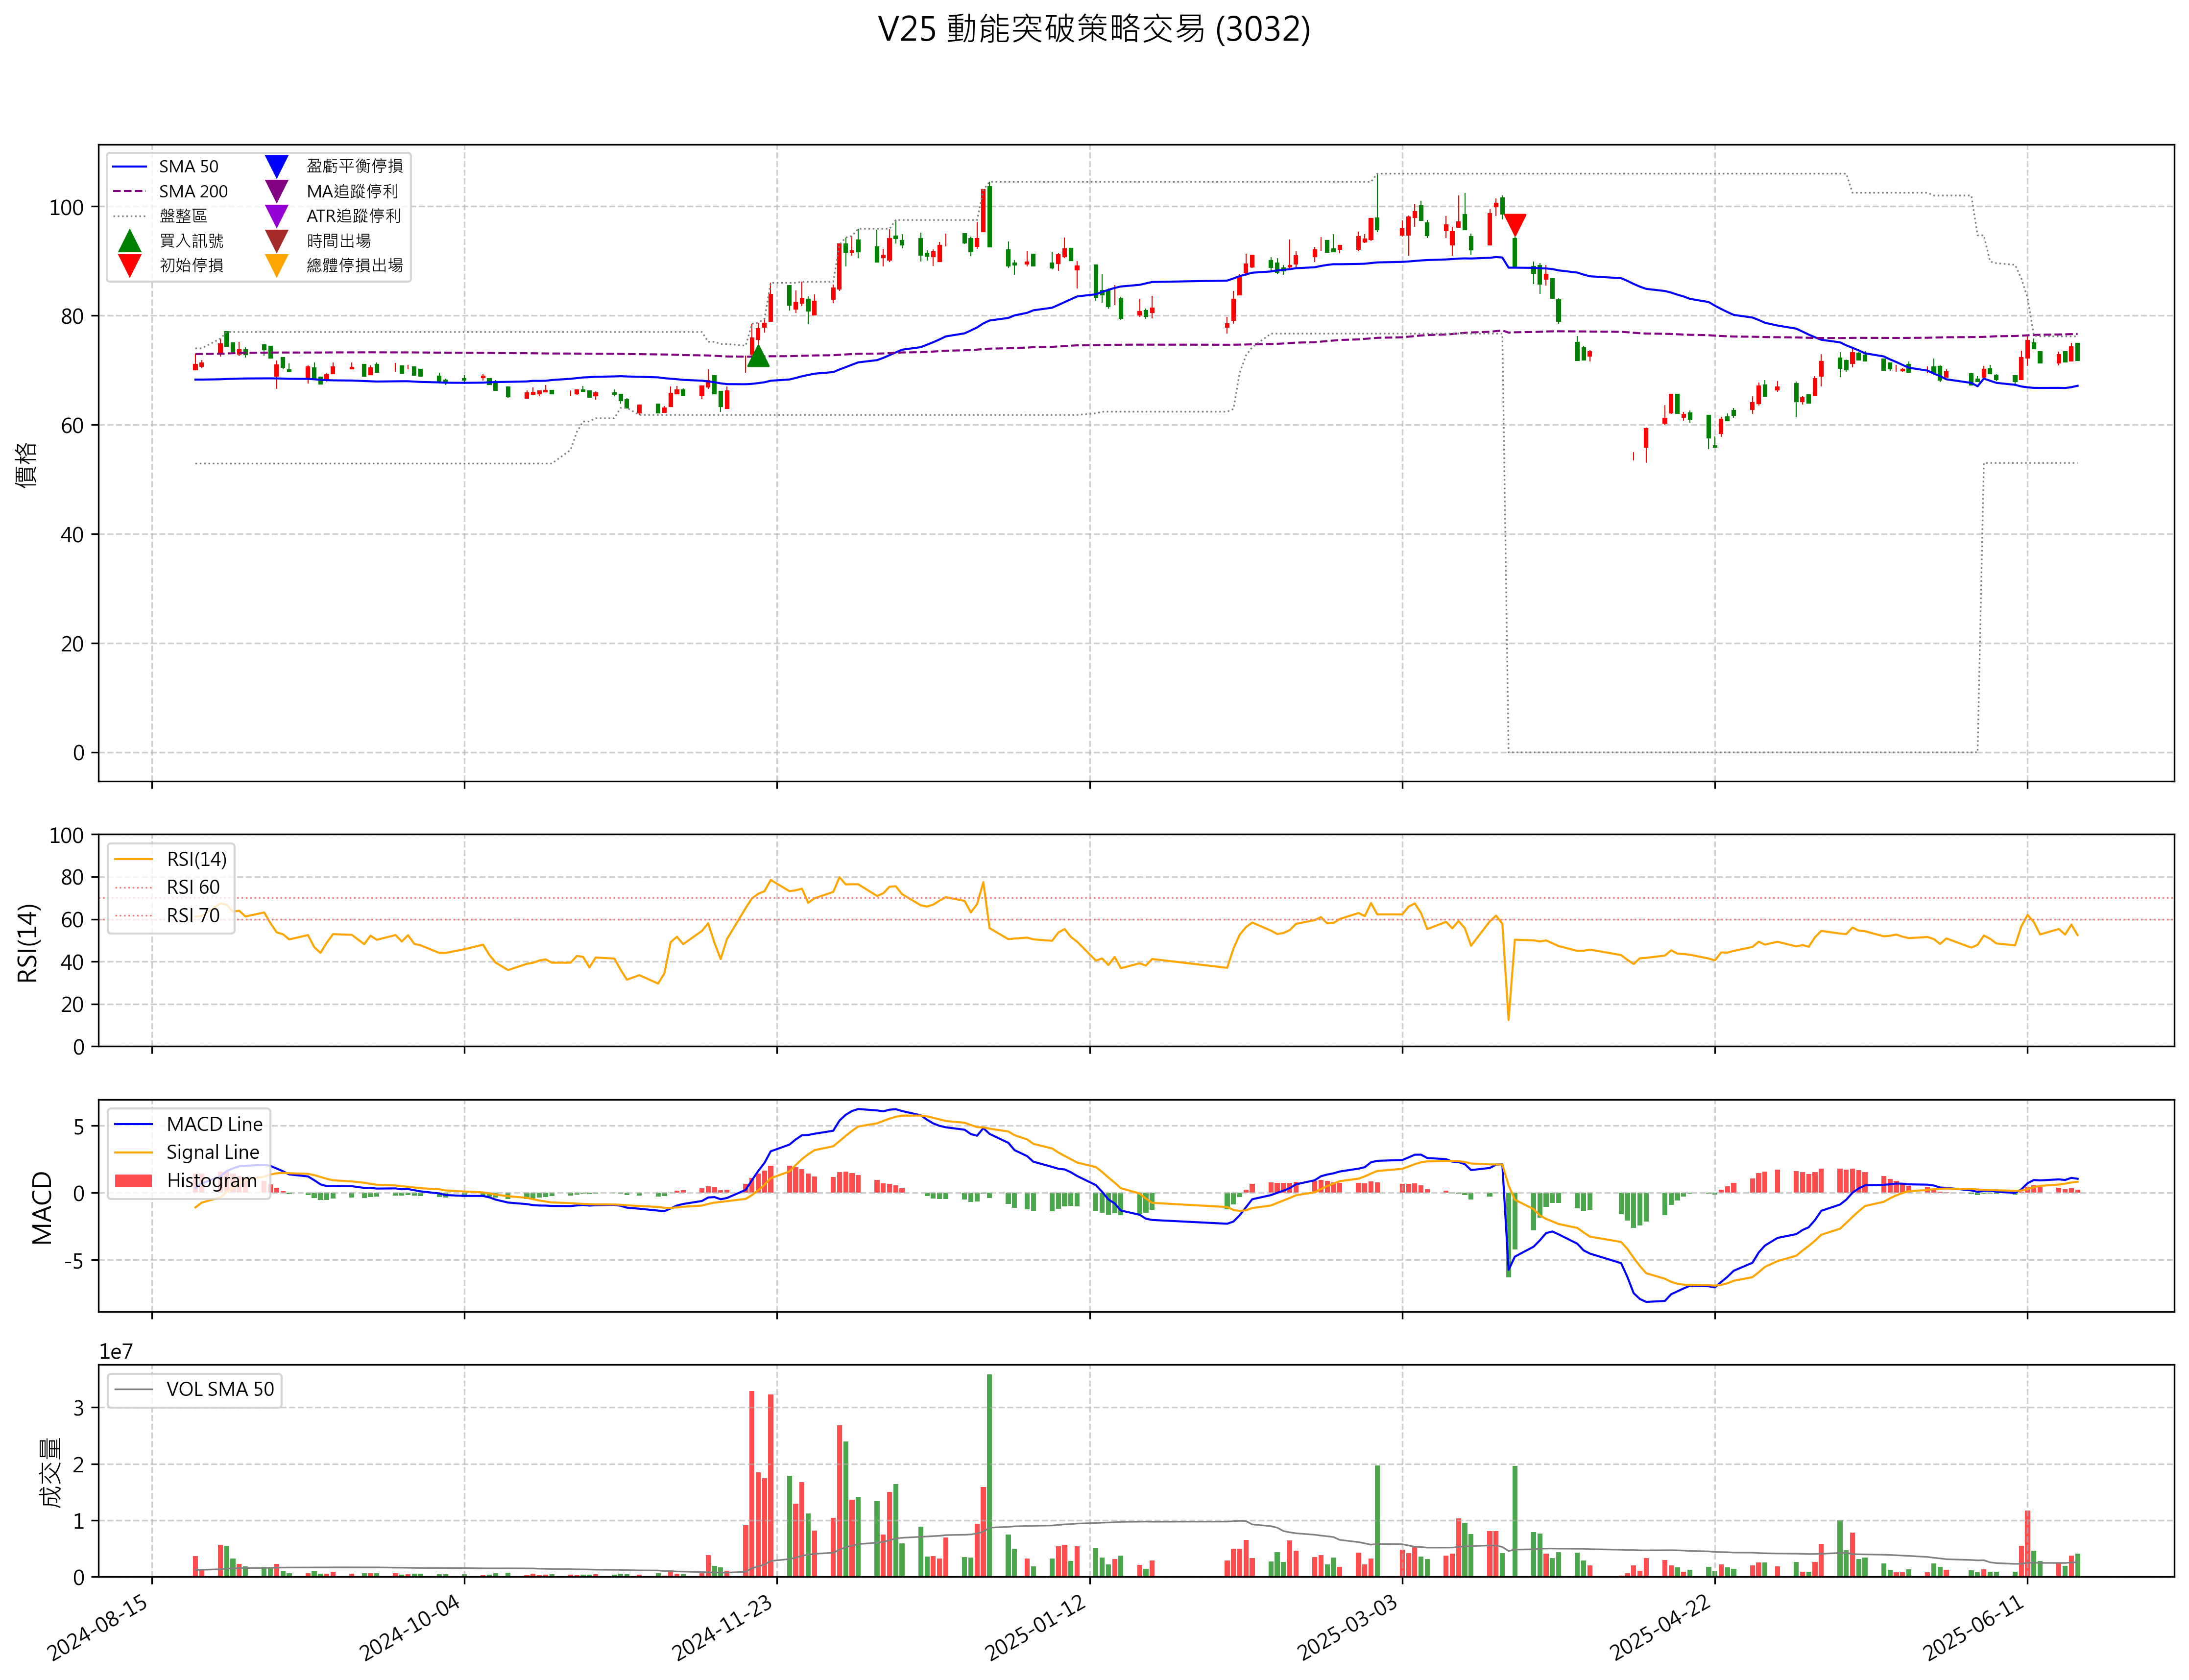 V25 動能突破策略交易 (3032)
SMA 50
SMA 200
盤整區
買入訊號
初始停損
盈虧平衡停損
MA追蹤停利
ATR追蹤停利
時間出場
總體停損出場
價格
100
80
60
40
20
0
RSI(14)
RSI 60
RSI 70
RSI(14)
100
80
60
40
20
0
MACD Line
Signal Line
Histogram
MACD
5
0
-5
1e7
VOL SMA 50
成交量
3
2
1
0
2024-08-15
2024-10-04
2024-11-23
2025-01-12
2025-03-03
2025-04-22
2025-06-11